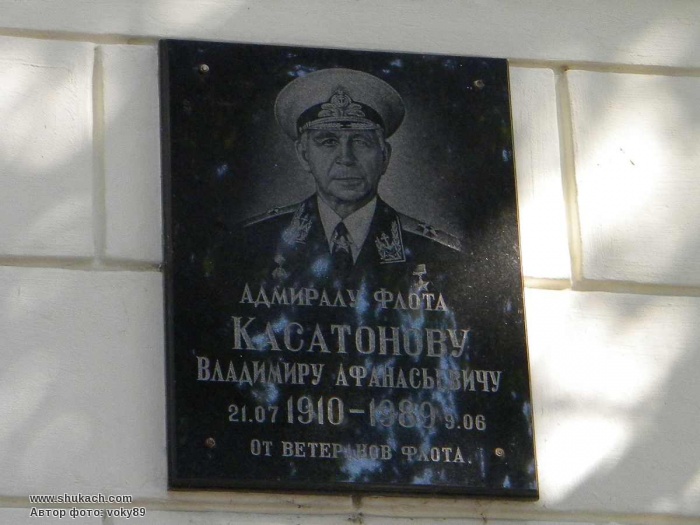 АДМИРАЛУ ФЛОТА
КАСАТОНОВУ
ВЛАДИМИРУ АФАНАСЬЕВИЧУ
21.07 1910–1989 9.06
ОТ ВЕТЕРАНОВ ФЛОТА.
www.shukach.com
Автор фото: voky89